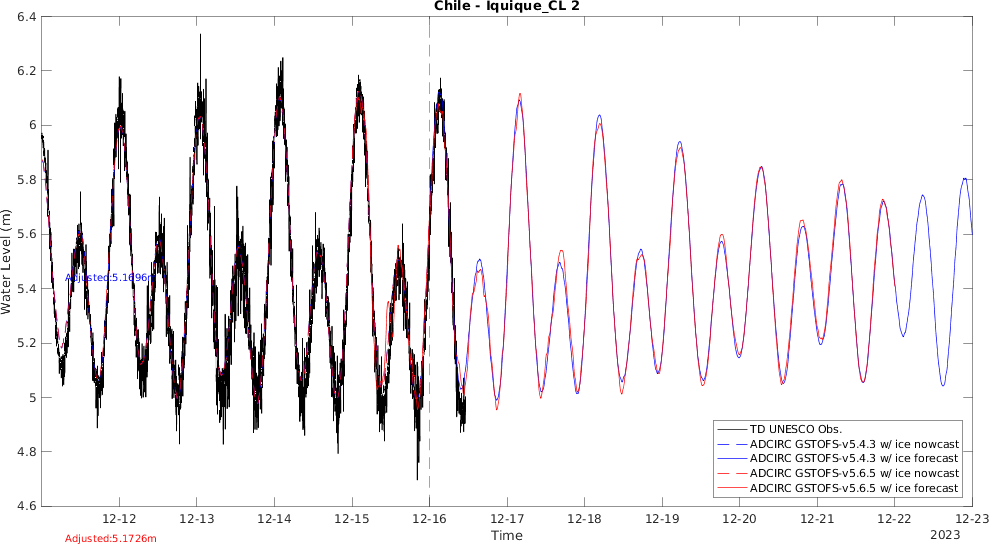 Chile - Iquique_CL 2
6.4
6.2
6
5.8
5.6
5.4
5.2
5
4.8
4.6
Water Level (m)
Adjusted:5.1696m
TD UNESCO Obs.
ADCIRC GSTOFS-v5.4.3 w/ ice nowcast
ADCIRC GSTOFS-v5.4.3 w/ ice forecast
ADCIRC GSTOFS-v5.6.5 w/ ice nowcast
ADCIRC GSTOFS-v5.6.5 w/ ice forecast
12-12 12-13 12-14 12-15 12-16 12-17 12-18 12-19 12-20 12-21 12-22 12-23
Time
2023
Adjusted:5.1726m